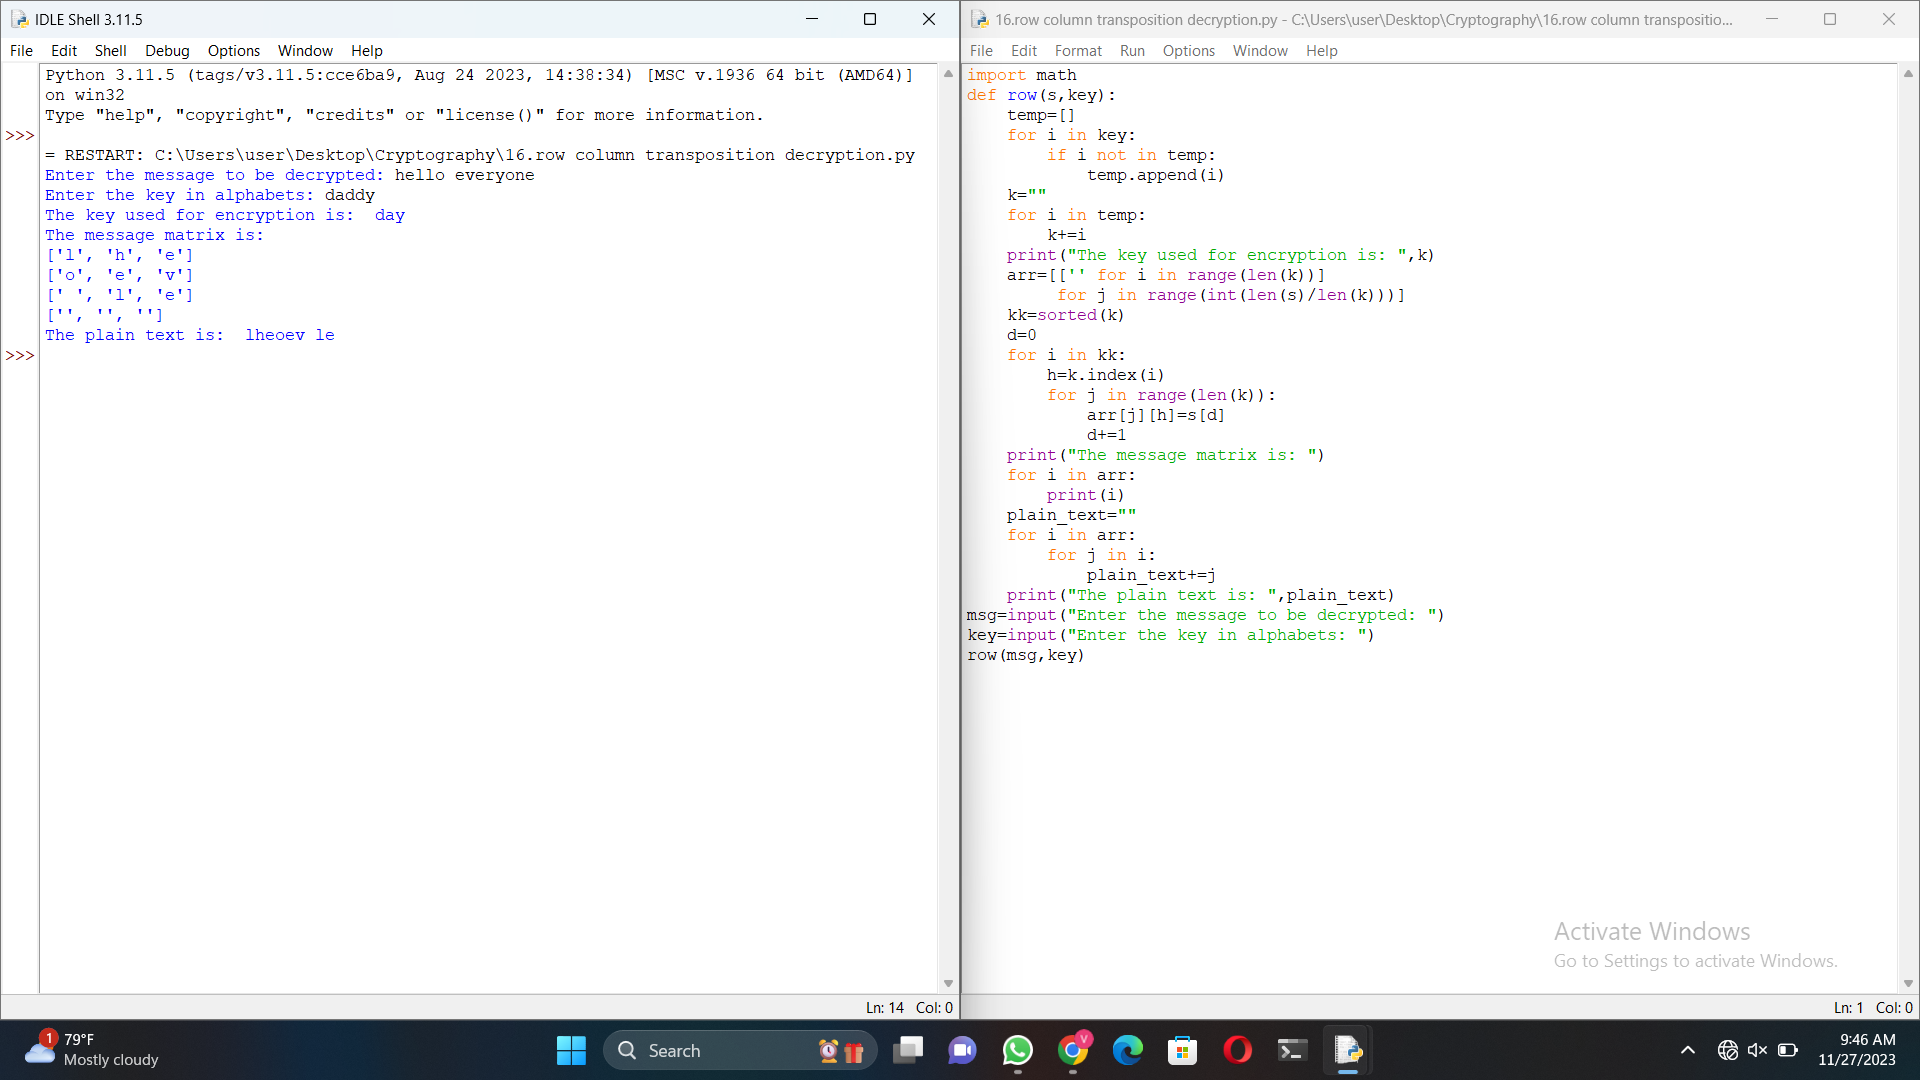 IDLE Shell 3.11.5
File Edit Shell Debug Options Window Help
Python 3.11.5 (tags/v3.11.5:cce6ba9, Aug 24 2023, 14:38:34) [MSC v.1936 64 bit (AMD64)]
on win32
Type "help", "copyright", "credits" or "license()" for more information.
>>>
= RESTART: C:\Users\user\Desktop\Cryptography\16.row column transposition decryption.py
Enter the message to be decrypted: hello everyone
Enter the key in alphabets: daddy
The key used for encryption is:  day
The message matrix is:
['l', 'h', 'e']
['o', 'e', 'v']
[' ', 'l', 'e']
['', '', '']
The plain text is:  lheoev le
>>>
Ln: 14 Col: 0
16.row column transposition decryption.py - C:\Users\user\Desktop\Cryptography\16.row column transpositio...
File Edit Format Run Options Window Help
import math
def row(s,key):
    temp=[]
    for i in key:
        if i not in temp:
            temp.append(i)
    k=""
    for i in temp:
        k+=i
    print("The key used for encryption is: ",k)
    arr=[['' for i in range(len(k))]
         for j in range(int(len(s)/len(k)))]
    kk=sorted(k)
    d=0
    for i in kk:
        h=k.index(i)
        for j in range(len(k)):
            arr[j][h]=s[d]
            d+=1
    print("The message matrix is: ")
    for i in arr:
        print(i)
    plain_text=""
    for i in arr:
        for j in i:
            plain_text+=j
    print("The plain text is: ",plain_text)
msg=input("Enter the message to be decrypted: ")
key=input("Enter the key in alphabets: ")
row(msg,key)
Activate Windows
Go to Settings to activate Windows.
Ln: 1 Col: 0
1
79°F
Mostly cloudy
Search
V
9:46 AM
11/27/2023